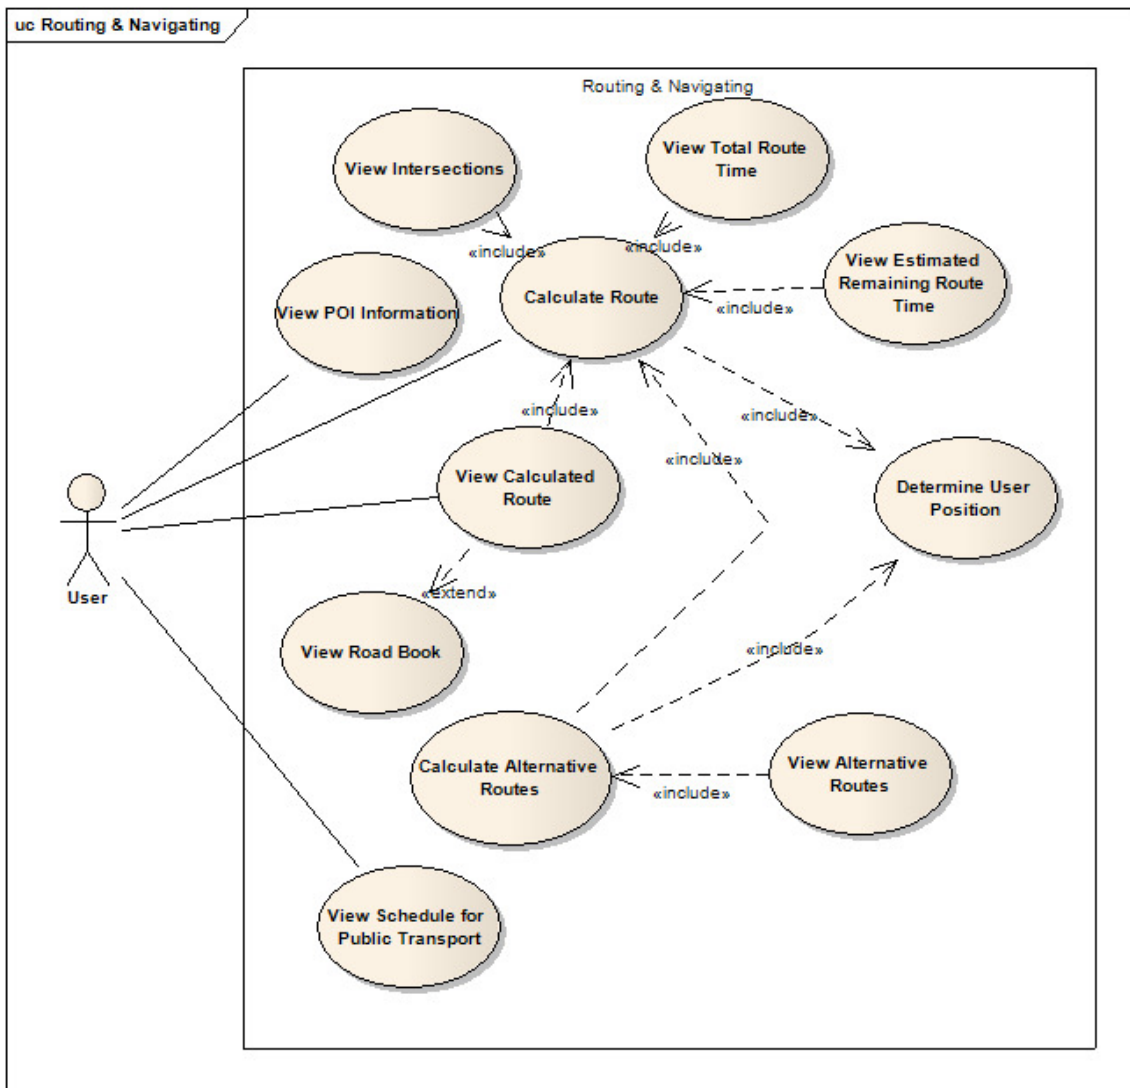 uc Routing & Navigating
Routing & Navigating
View Intersections
View Total Route
Time
«include»
«include»
View Estimated
Remaining Route
Time
Calculate Route
«include»
View POI Information
«include»
«include»
«include»
View Calculated
Route
Determine User
Position
User
«extend»
View Road Book
«include»
Calculate Alternative
Routes
View Alternative
Routes
«include»
View Schedule for
Public Transport